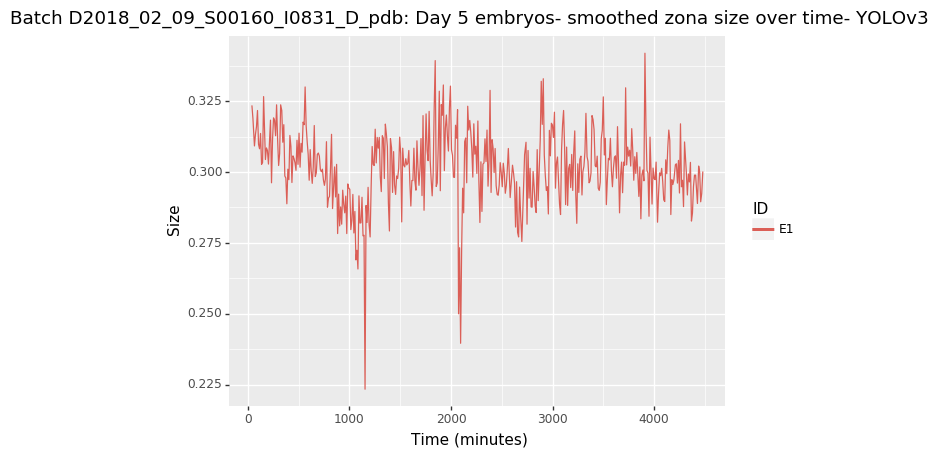 Batch D2018_02_09_S00160_I0831_D_pdb: Day 5 embryos- smoothed zona size over time- YOLOv3
0.325
0.300
0.275
0.250
0.225
Size
0
1000
2000
3000
4000
Time (minutes)
ID
E1